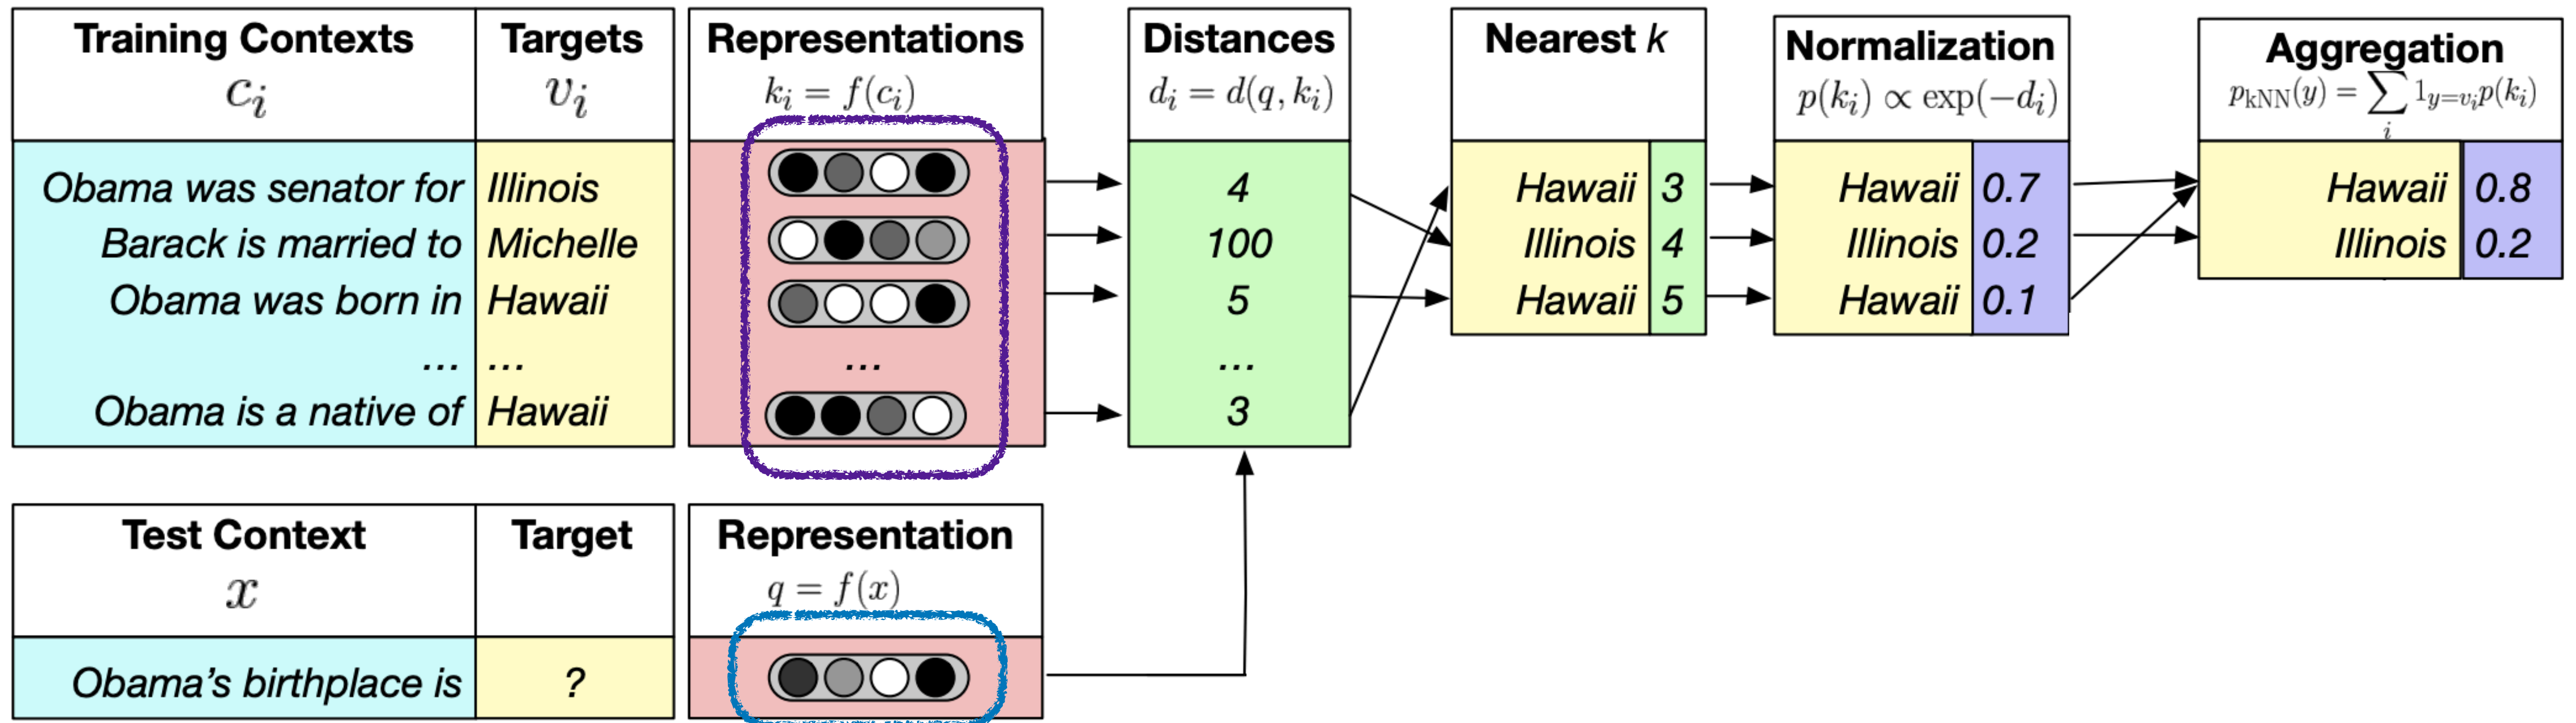 Training Contexts
c_i
Targets
v_i
Representations
k_i = f(c_i)
Distances
d_i = d(q, k_i)
Nearest k
Normalization
p(k_i) ∝ exp(−d_i)
Aggregation
p_kNN(y) = ∑_i 1_{y=v_i} p(k_i)
Obama was senator for Illinois
Barack is married to Michelle
Obama was born in Hawaii
... ...
Obama is a native of Hawaii
...
4
100
5
...
3
Hawaii 3
Illinois 4
Hawaii 5
Hawaii 0.7
Illinois 0.2
Hawaii 0.1
Hawaii 0.8
Illinois 0.2
Test Context
x
Target
Representation
q = f(x)
Obama’s birthplace is ?